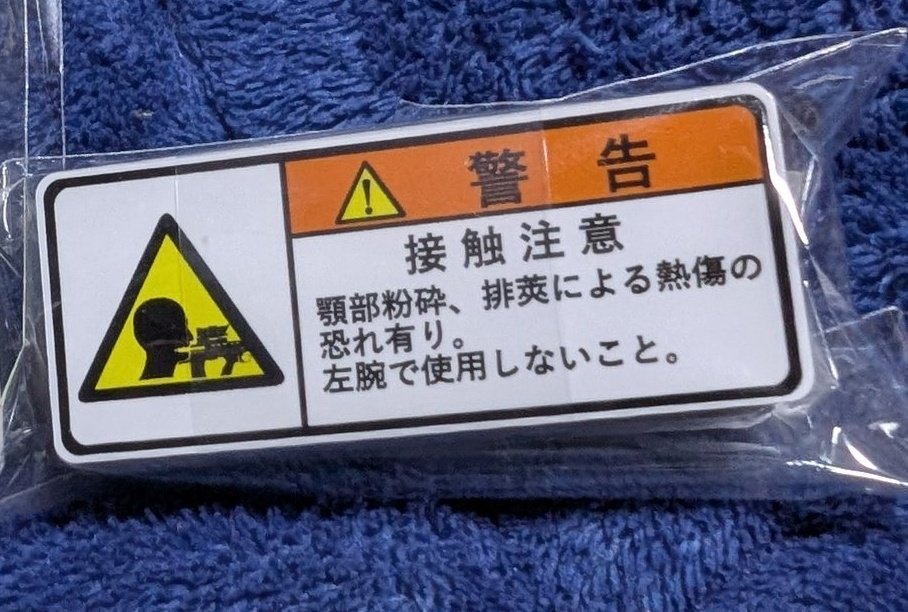 警告
接触注意
顎部粉砕、排莢による熱傷の
恐れ有り。
左腕で使用しないこと。